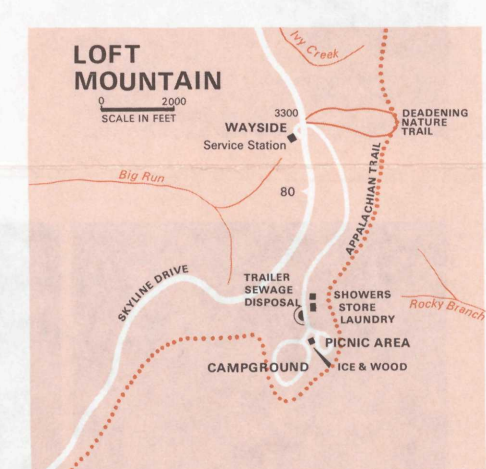 LOFT
MOUNTAIN
0 2000
SCALE IN FEET
Ivy Creek
3300
WAYSIDE
Service Station
DEADENING
NATURE
TRAIL
Big Run
80
APPALACHIAN TRAIL
SKYLINE DRIVE
TRAILER
SEWAGE
DISPOSAL
SHOWERS
STORE
LAUNDRY
Rocky Branch
PICNIC AREA
CAMPGROUND
ICE & WOOD